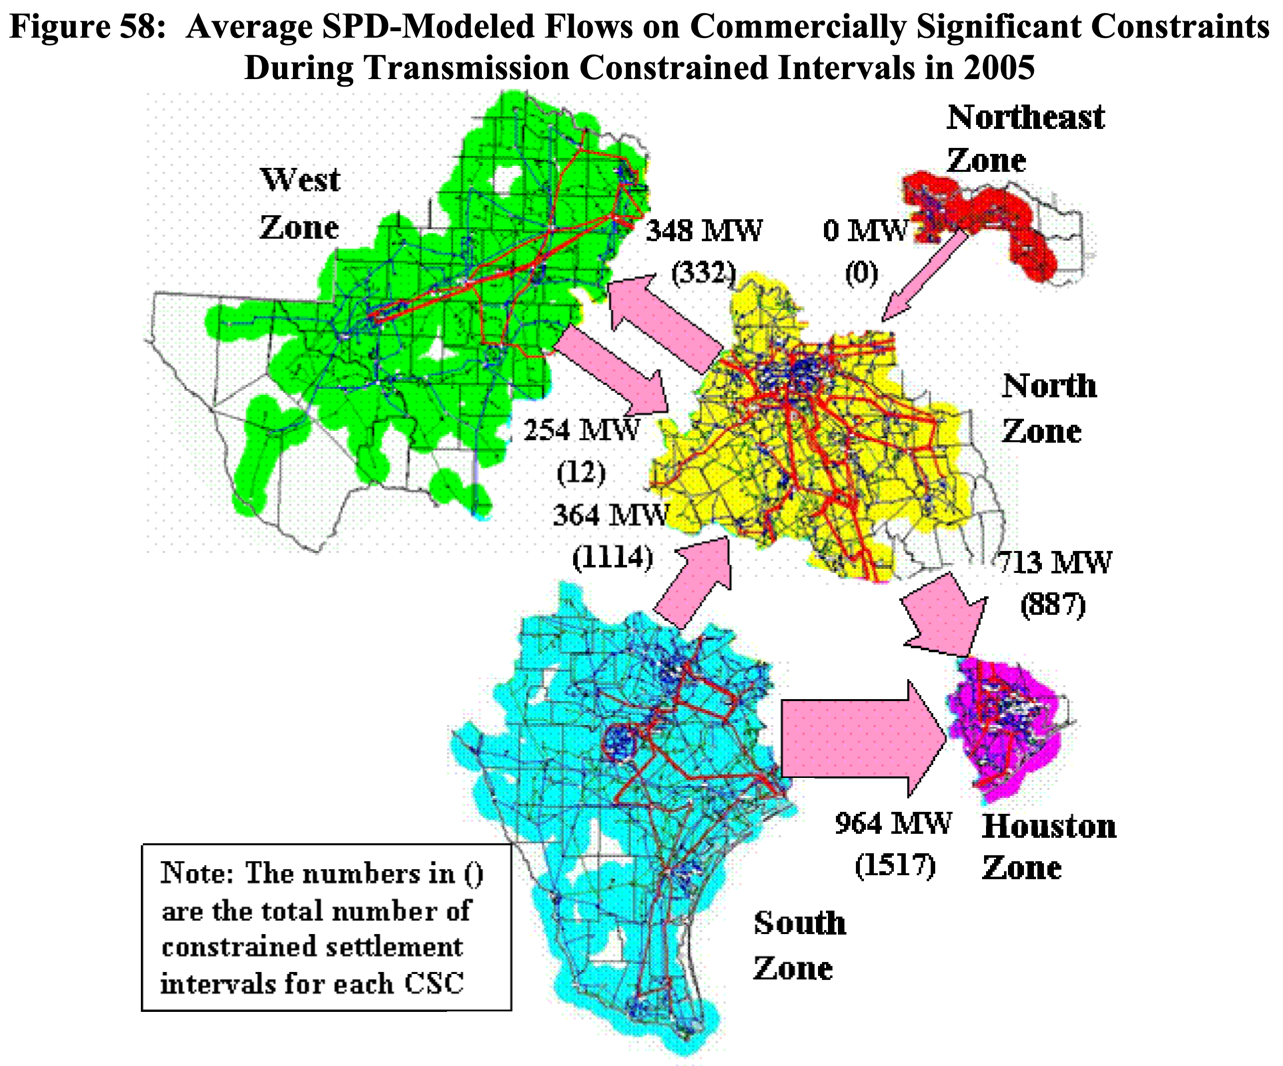 Figure 58:  Average SPD-Modeled Flows on Commercially Significant Constraints
During Transmission Constrained Intervals in 2005
Northeast
Zone
West
Zone
348 MW
(332)
0 MW
(0)
North
Zone
254 MW
(12)
364 MW
(1114)
713 MW
(887)
964 MW
(1517)
Houston
Zone
Note: The numbers in ()
are the total number of
constrained settlement
intervals for each CSC
South
Zone